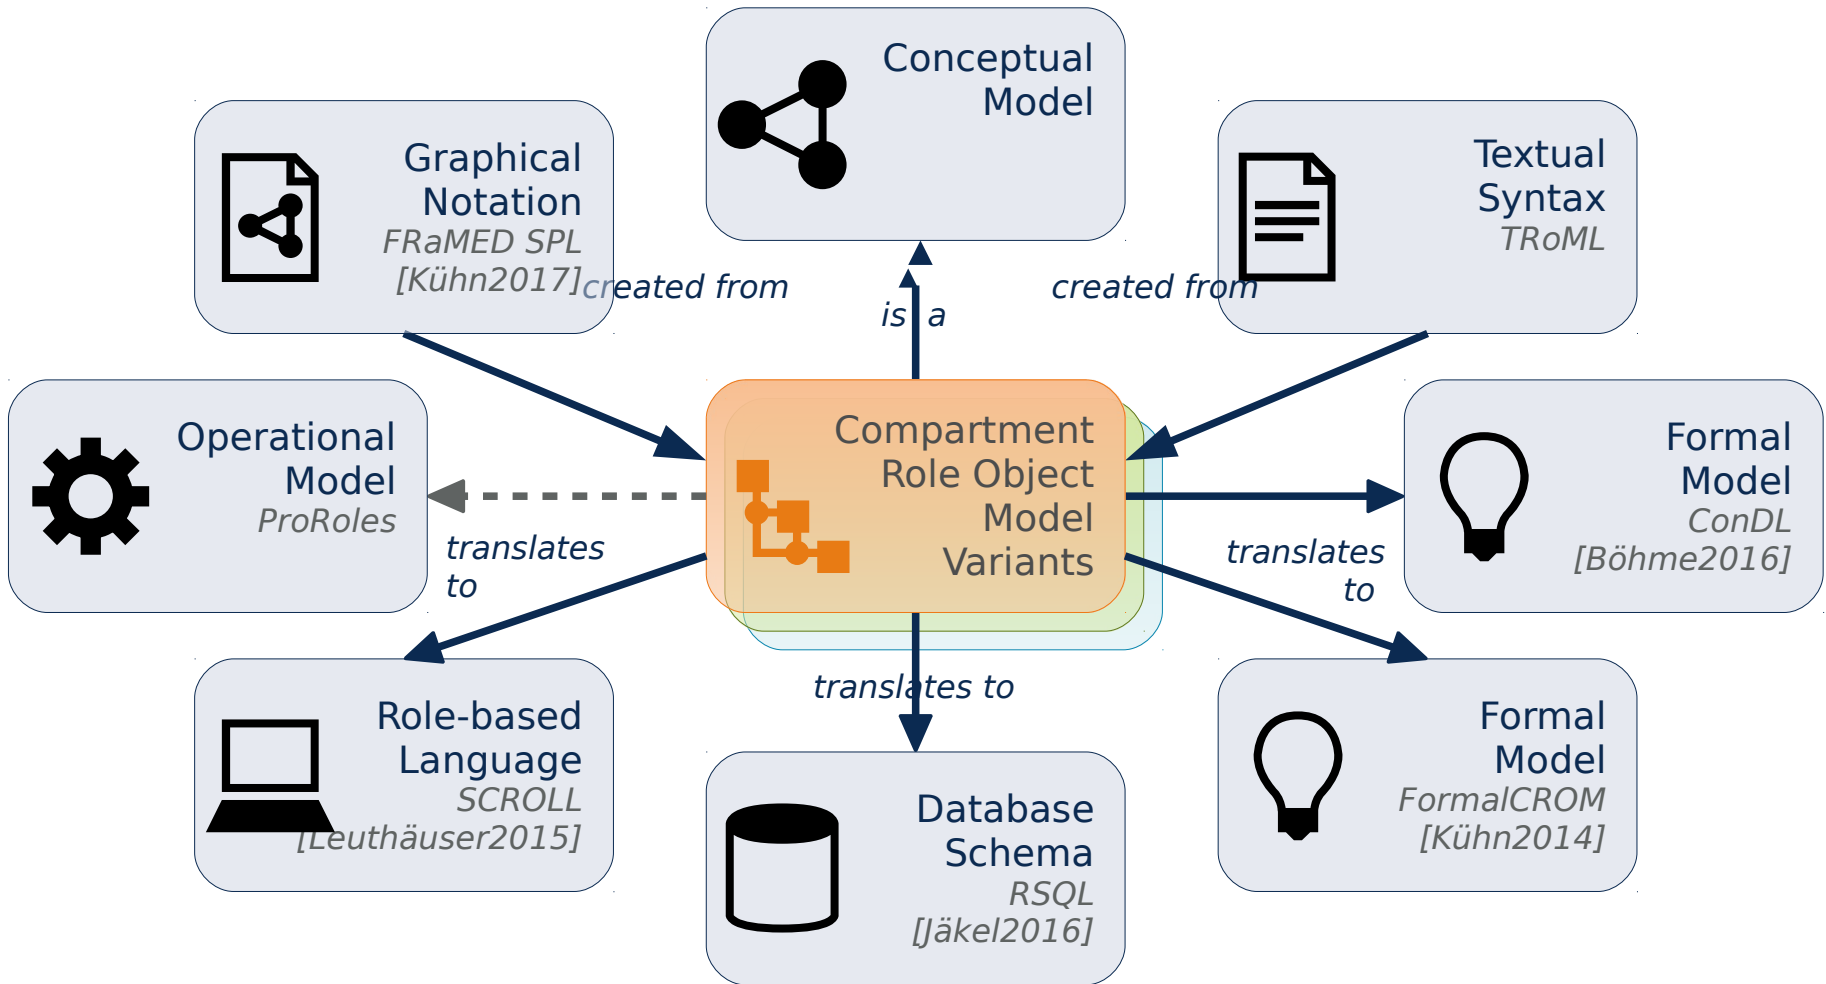 Conceptual
Model
Graphical
Notation
FRaMED SPL
[Kühn2017]
Textual
Syntax
TRoML
created from
created from
is a
Operational
Model
ProRoles
Compartment
Role Object
Model
Variants
Formal
Model
ConDL
[Böhme2016]
translates
to
translates
to
translates to
Role-based
Language
SCROLL
[Leuthäuser2015]
Database
Schema
RSQL
[Jäkel2016]
Formal
Model
FormalCROM
[Kühn2014]